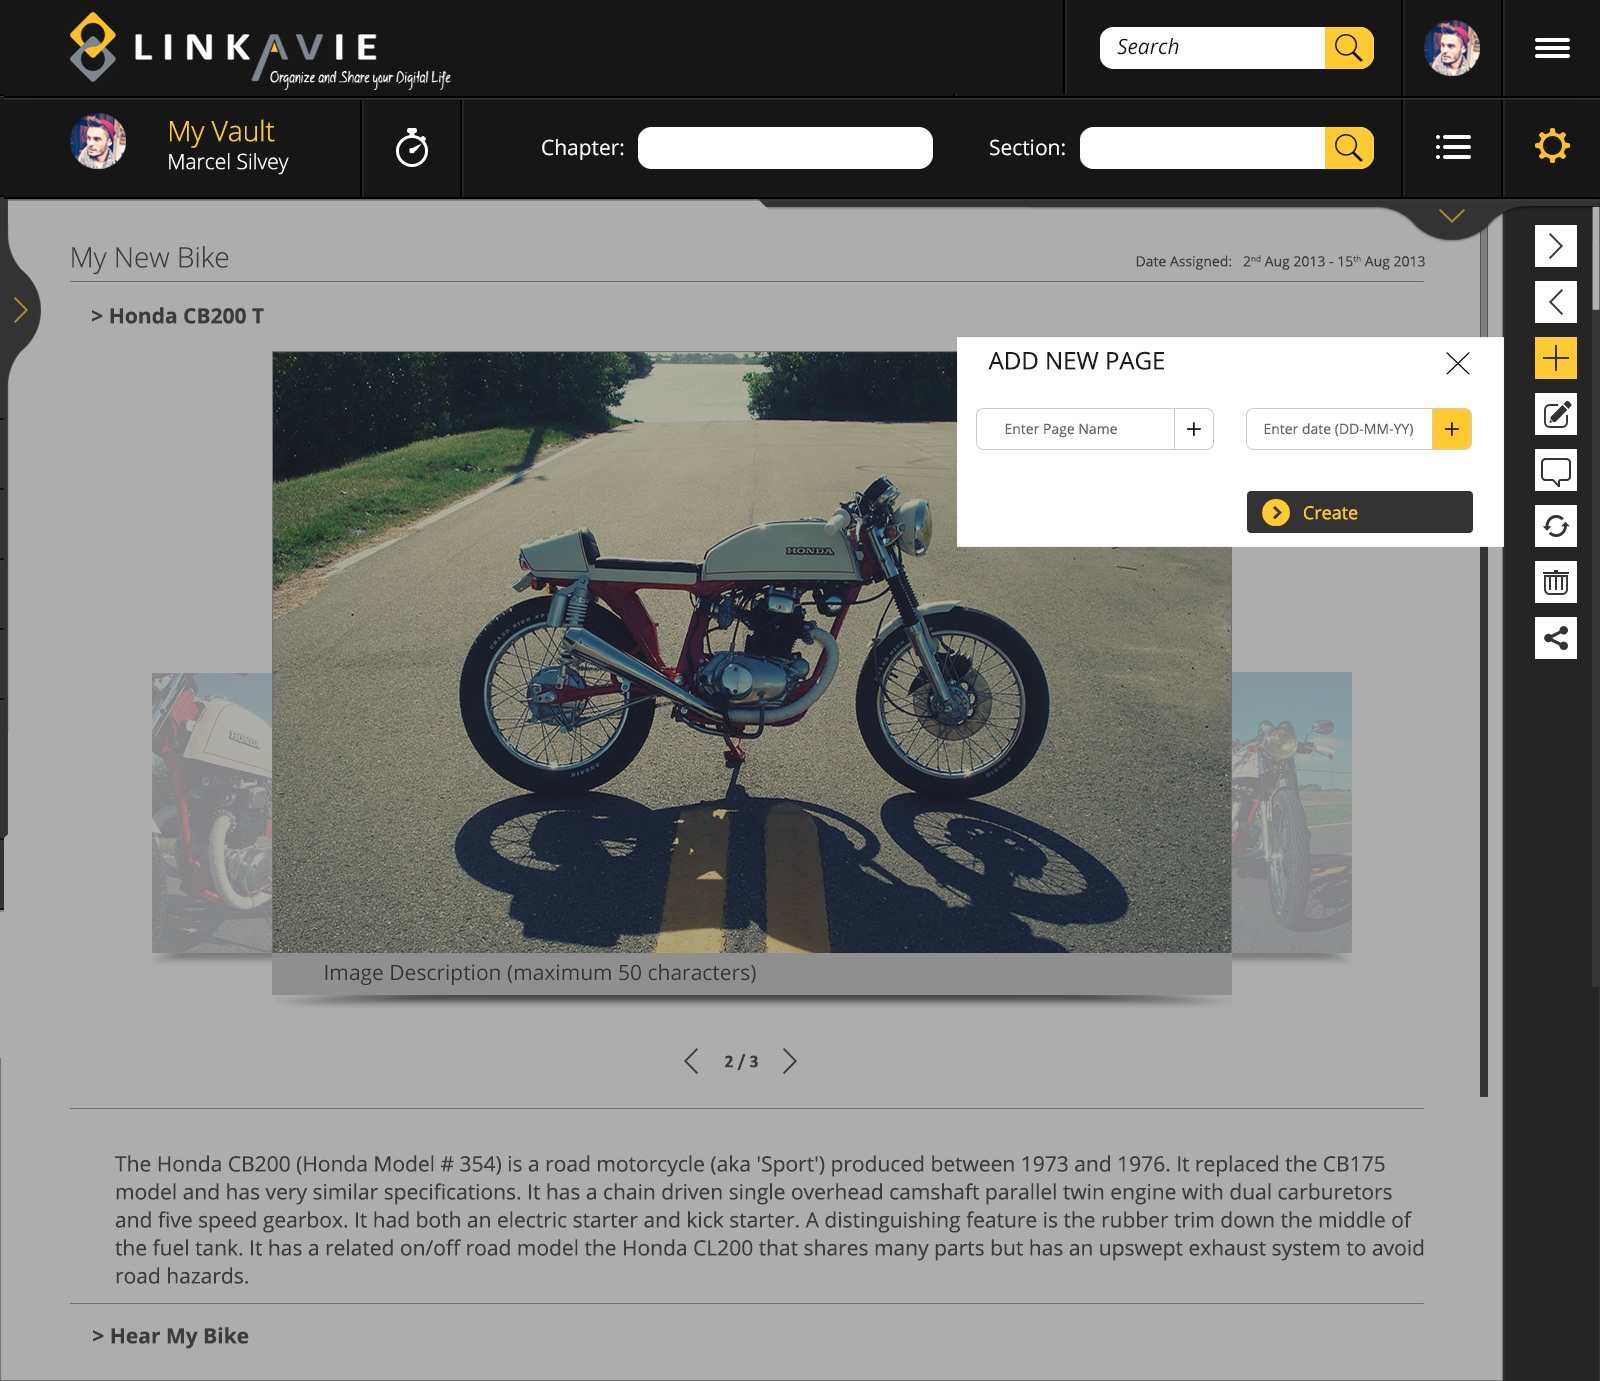 LINKAVIE
Organize and Share your Digital Life
Search
My Vault
Marcel Silvey
Chapter:
Section:
My New Bike
Date Assigned: 2nd Aug 2013 - 15th Aug 2013
> Honda CB200 T
ADD NEW PAGE
Enter Page Name
Enter date (DD-MM-YY)
Create
HONDA
HONDA
Image Description (maximum 50 characters)
2 / 3
The Honda CB200 (Honda Model # 354) is a road motorcycle (aka 'Sport') produced between 1973 and 1976. It replaced the CB175
model and has very similar specifications. It has a chain driven single overhead camshaft parallel twin engine with dual carburetors
and five speed gearbox. It had both an electric starter and kick starter. A distinguishing feature is the rubber trim down the middle of
the fuel tank. It has a related on/off road model the Honda CL200 that shares many parts but has an upswept exhaust system to avoid
road hazards.
> Hear My Bike